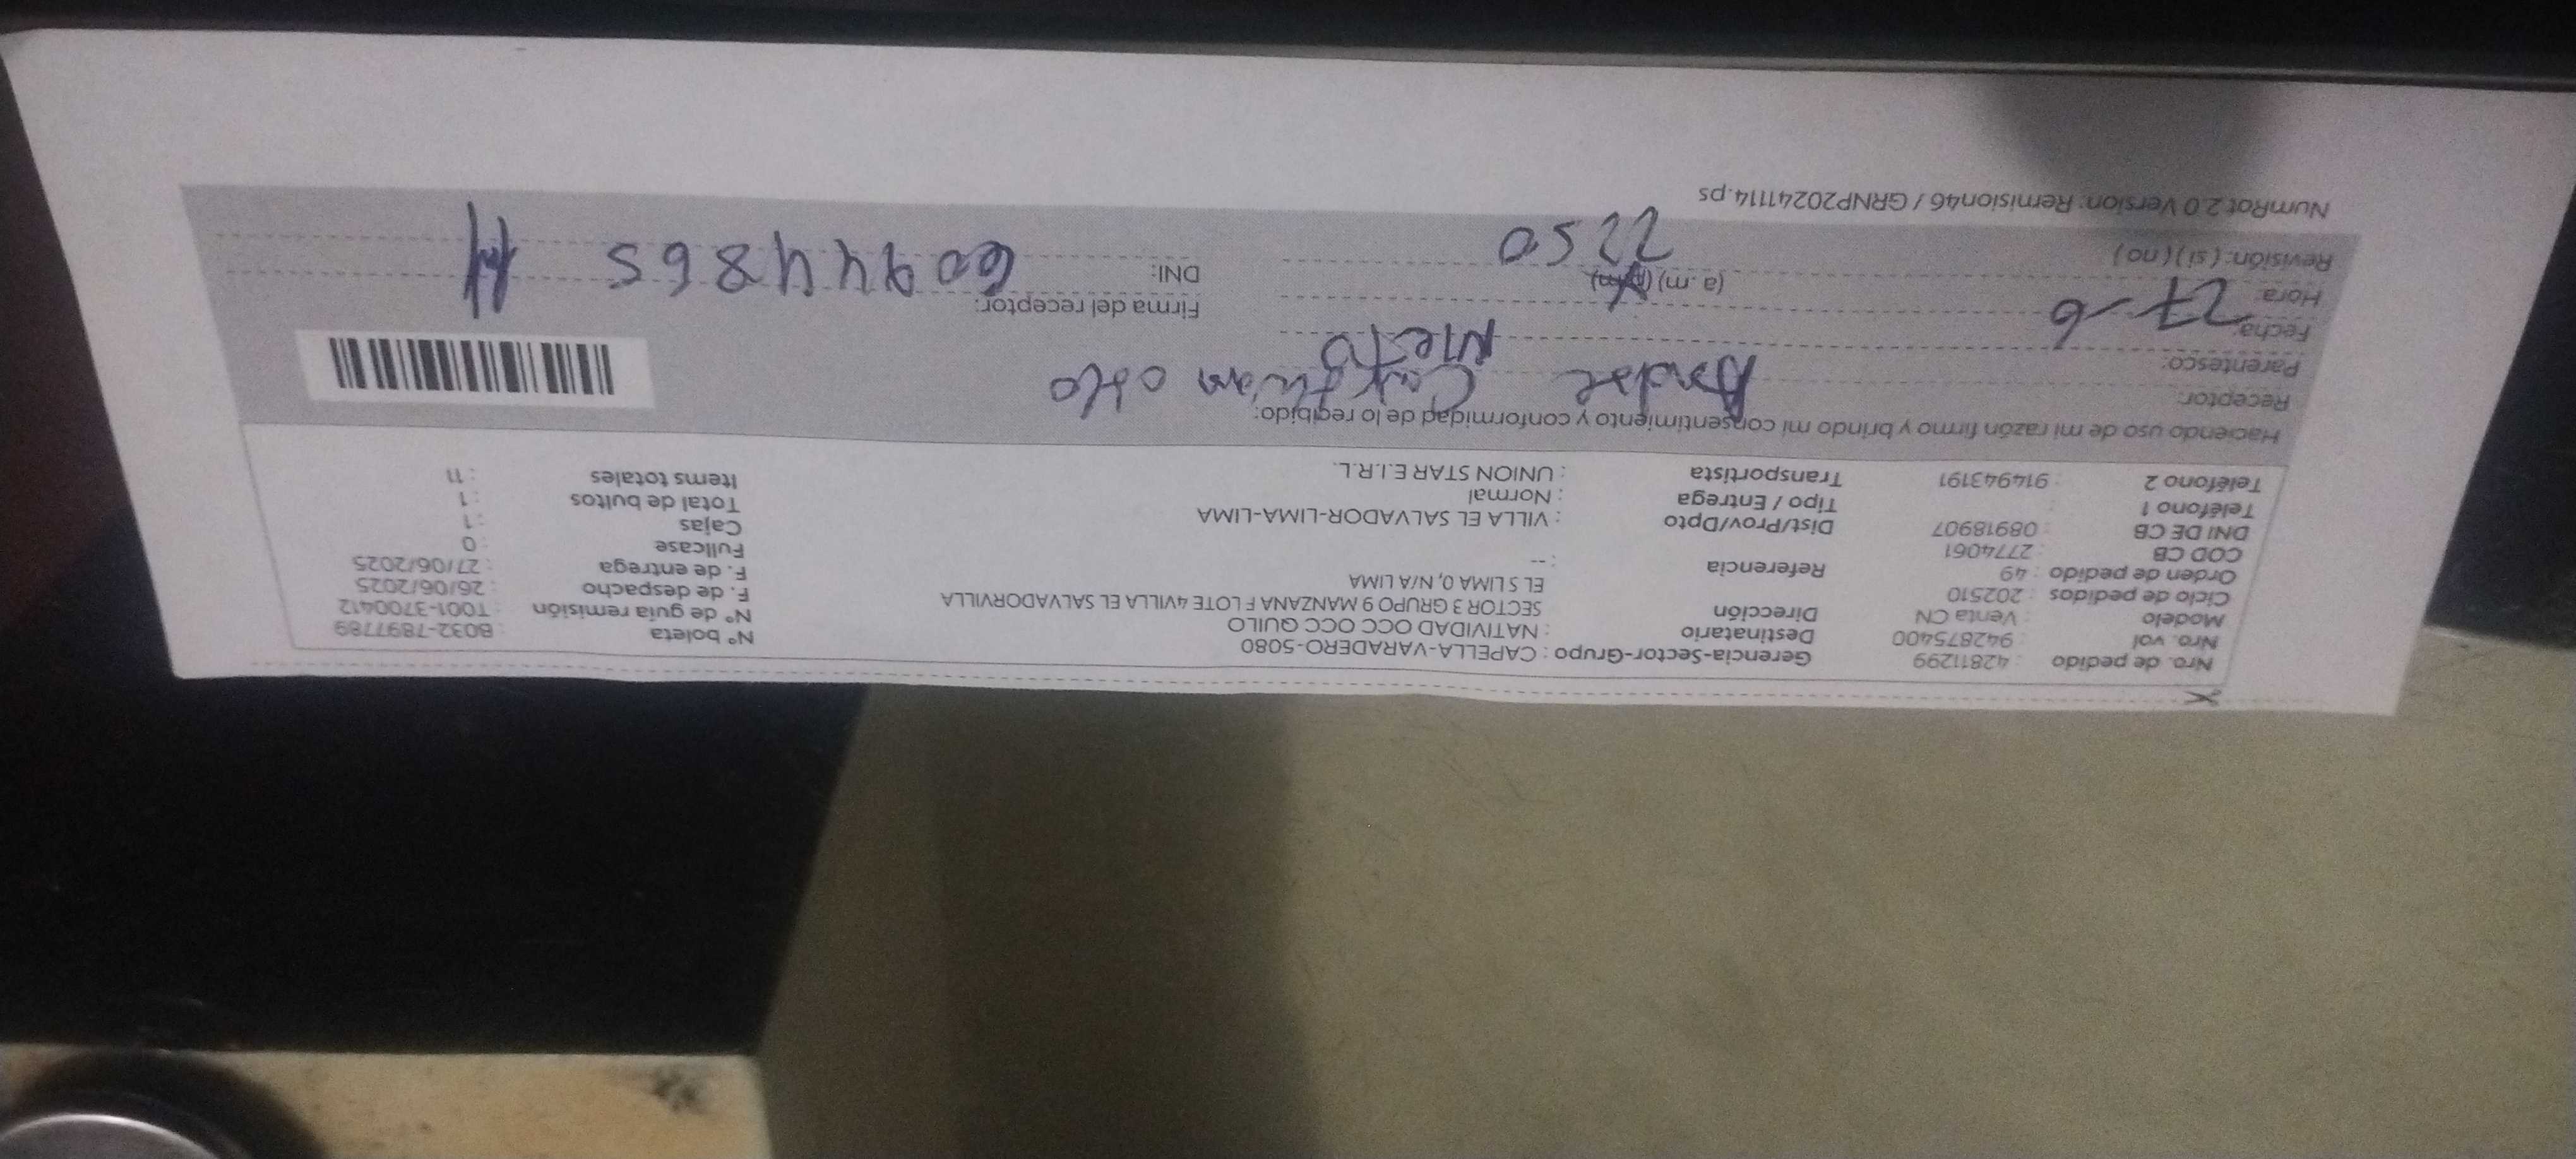 Nro. de pedido : 42811299 Gerencia-Sector-Grupo : CAPELLA-VARADERO-5080 N° boleta : B032-7897789
Nro. vol : 942875400 Destinatario : NATIVIDAD OCC OCC QUILO N° de guía remisión : T001-3700412
Modelo : Venta CN Dirección SECTOR 3 GRUPO 9 MANZANA F LOTE 4VILLA EL SALVADORVILLA F. de despacho : 26/06/2025
Ciclo de pedidos : 202510 EL S LIMA 0, N/A LIMA F. de entrega : 27/06/2025
Orden de pedido : 49 Referencia : -- Fullcase : 0
COD CB : 2774061 Dist/Prov/Dpto : VILLA EL SALVADOR-LIMA-LIMA Cajas : 1
DNI DE CB : 08918907 Tipo / Entrega : Normal Total de bultos : 1
Teléfono 1 : Transportista : UNION STAR E.I.R.L. Items totales : 11
Teléfono 2 : 914943191
Haciendo uso de mi razón firmo y brindo mi consentimiento y conformidad de lo recibido:
Receptor:
Parentesco: Nieto
Fecha: 27-6 Firma del receptor:
Hora: (a. m) (p.m) DNI: 60944865
Revisión: ( si ) ( no ) 2250
NumRot 2.0 Version: Remision46 / GRNP20241114.ps